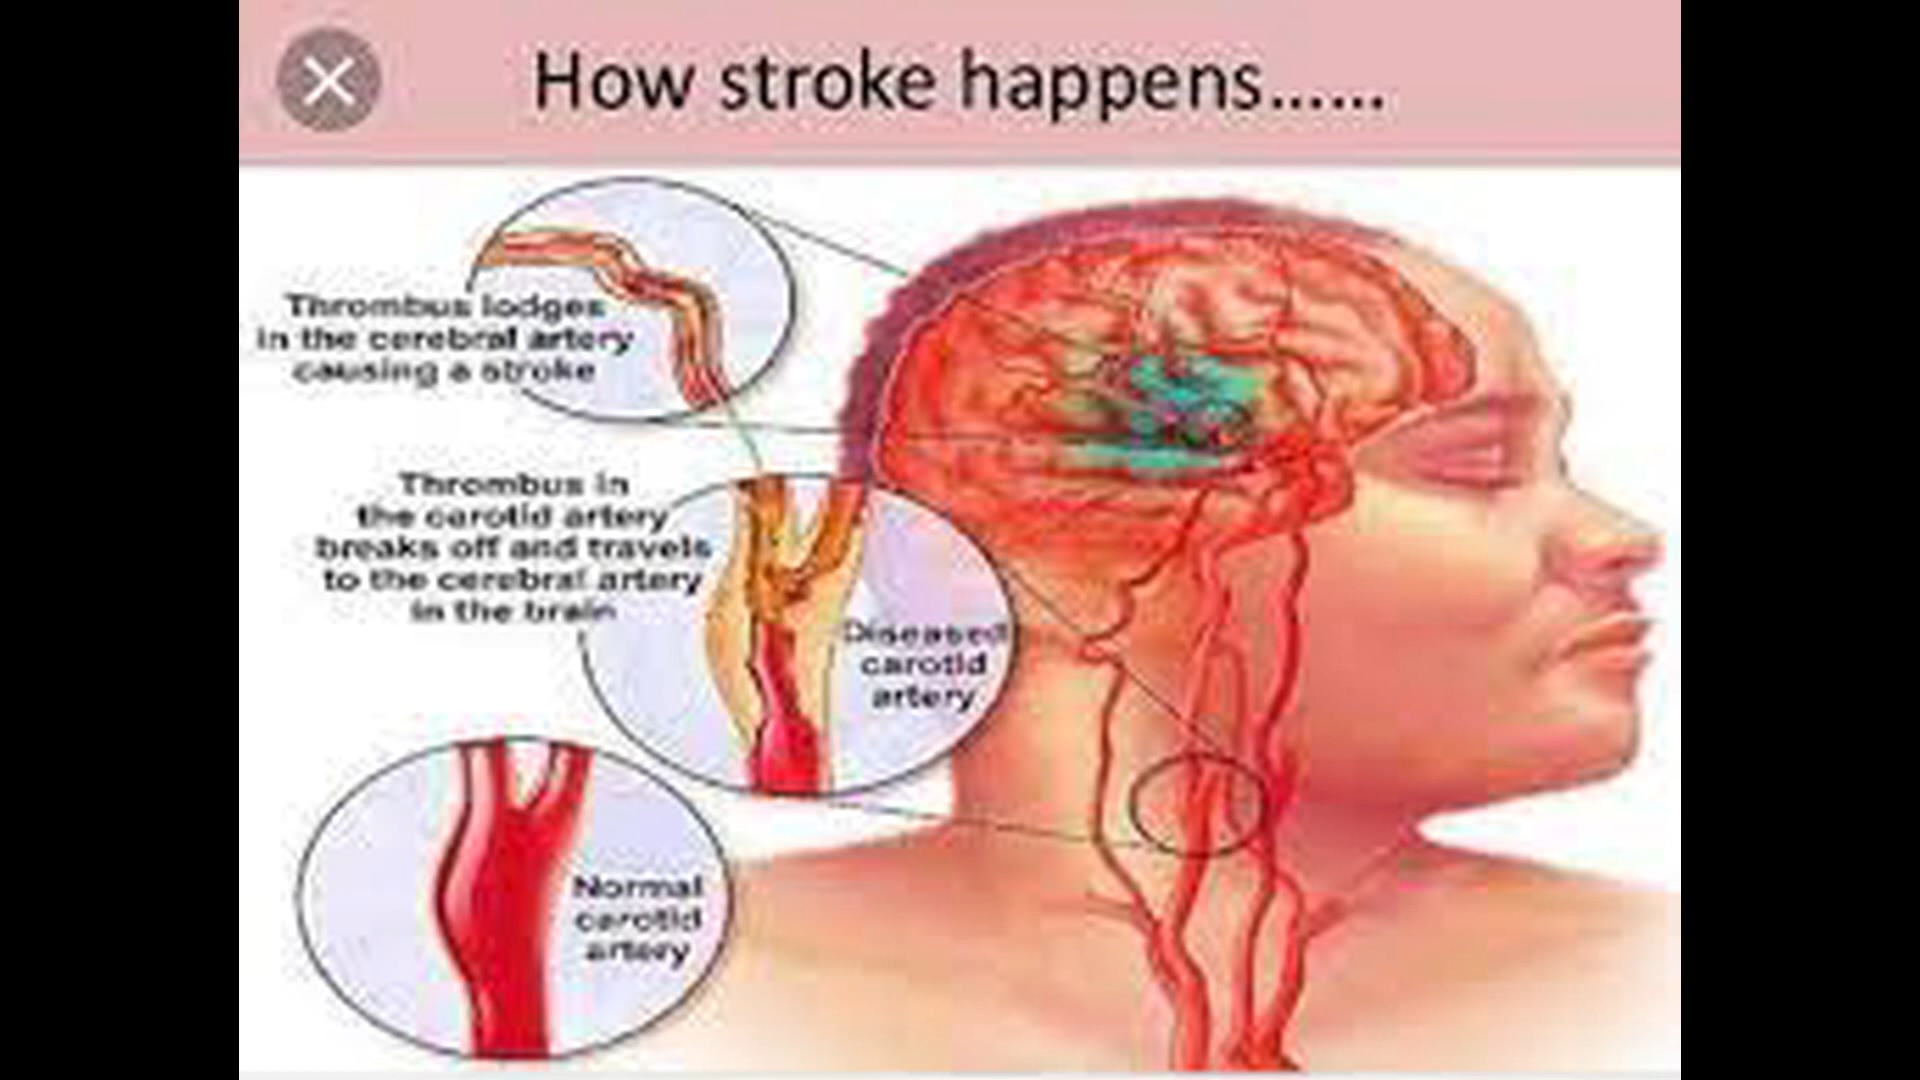 How stroke happens......
Thrombus lodges
in the cerebral artery
causing a stroke
Thrombus in
the carotid artery
breaks off and travels
to the cerebral artery
in the brain
Diseased
carotid
artery
Normal
carotid
artery